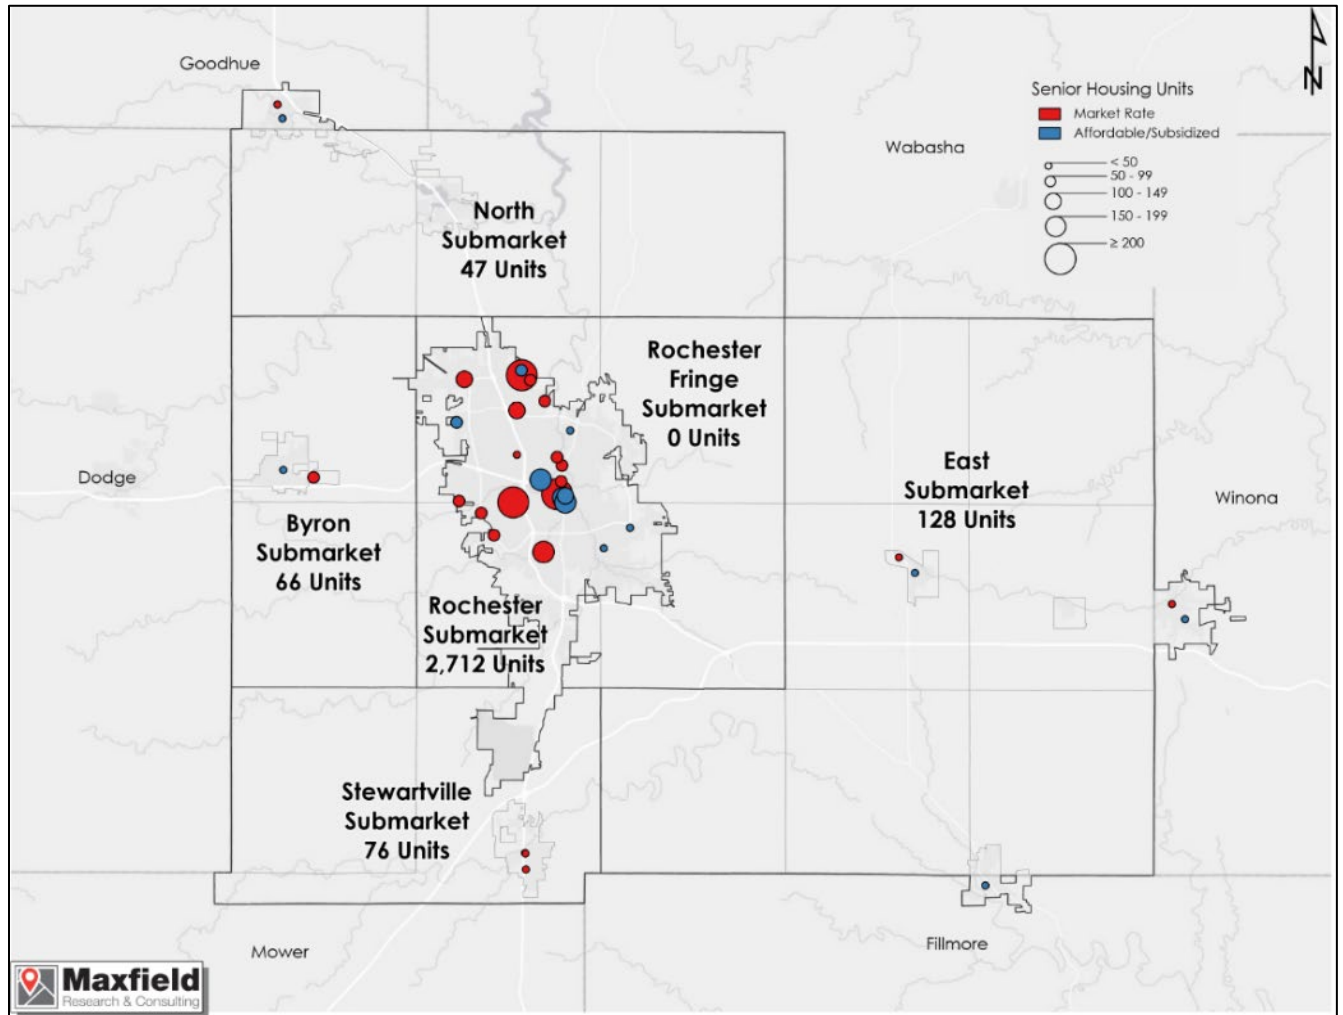 Goodhue
N
Senior Housing Units
Market Rate
Affordable/Subsidized
< 50
50 - 99
100 - 149
150 - 199
≥ 200
Wabasha
North
Submarket
47 Units
Rochester
Fringe
Submarket
0 Units
Dodge
East
Submarket
128 Units
Winona
Byron
Submarket
66 Units
Rochester
Submarket
2,712 Units
Stewartville
Submarket
76 Units
Mower
Fillmore
Maxfield
Research & Consulting